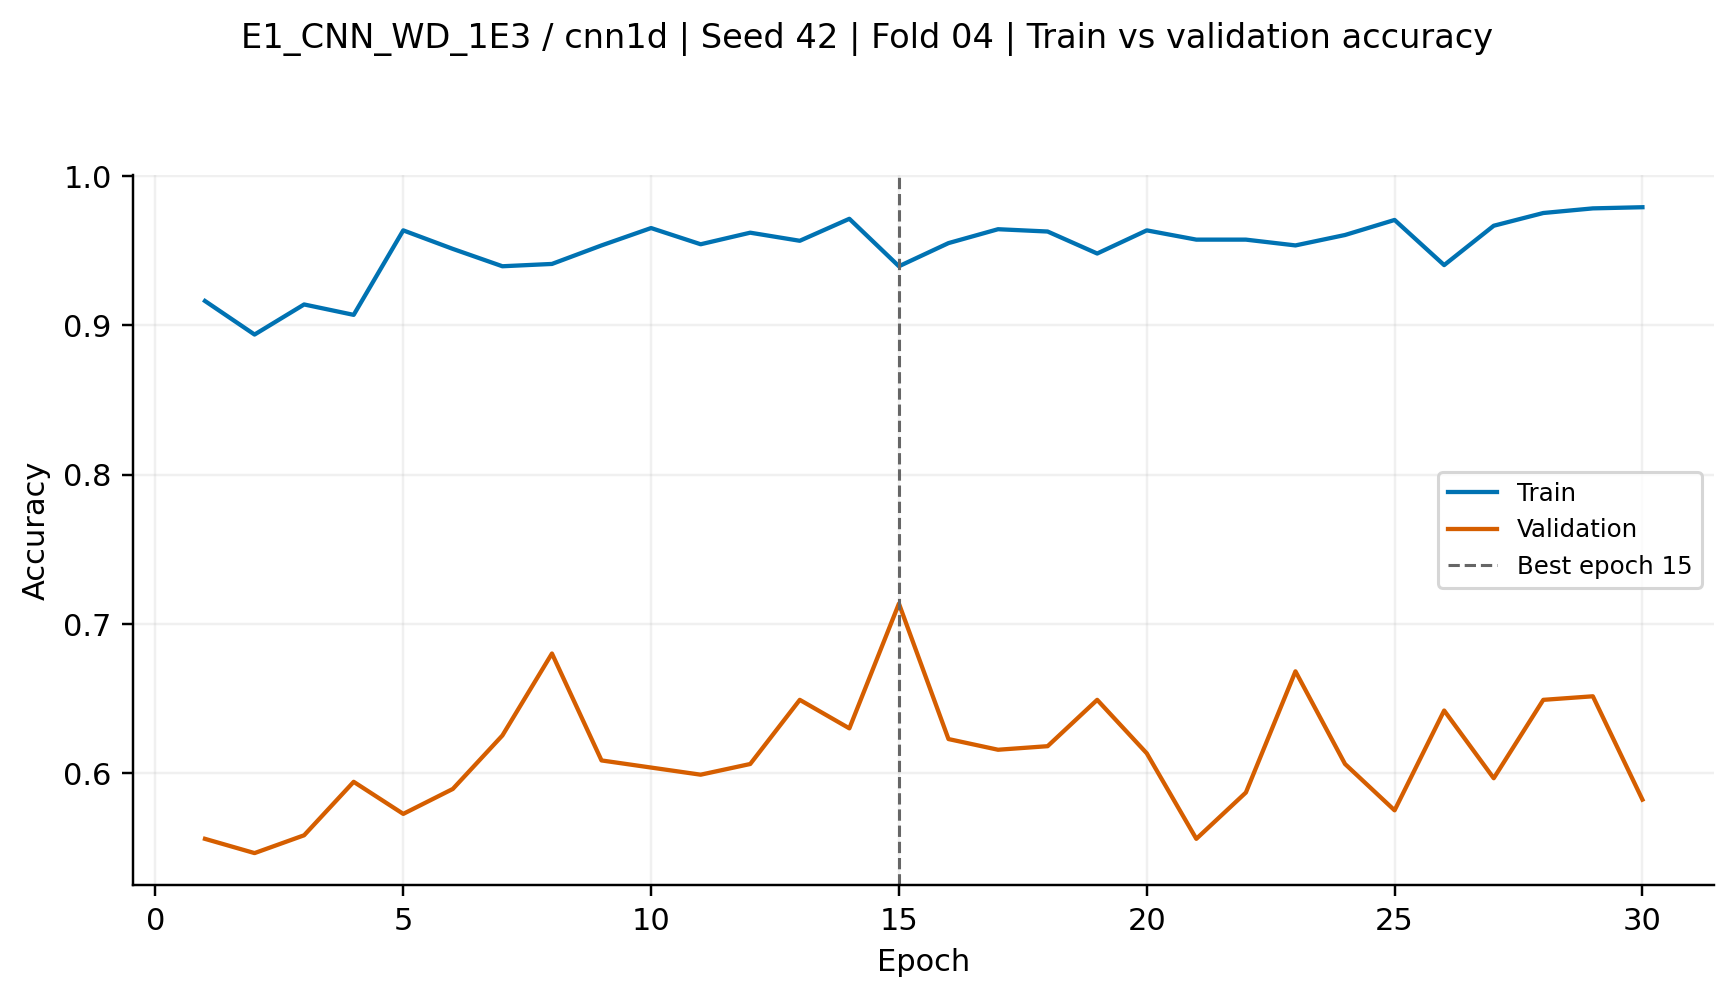 E1_CNN_WD_1E3 / cnn1d | Seed 42 | Fold 04 | Train vs validation accuracy
1.0
0.9
0.8
0.7
0.6
Accuracy
Train
Validation
Best epoch 15
0 5 10 15 20 25 30
Epoch